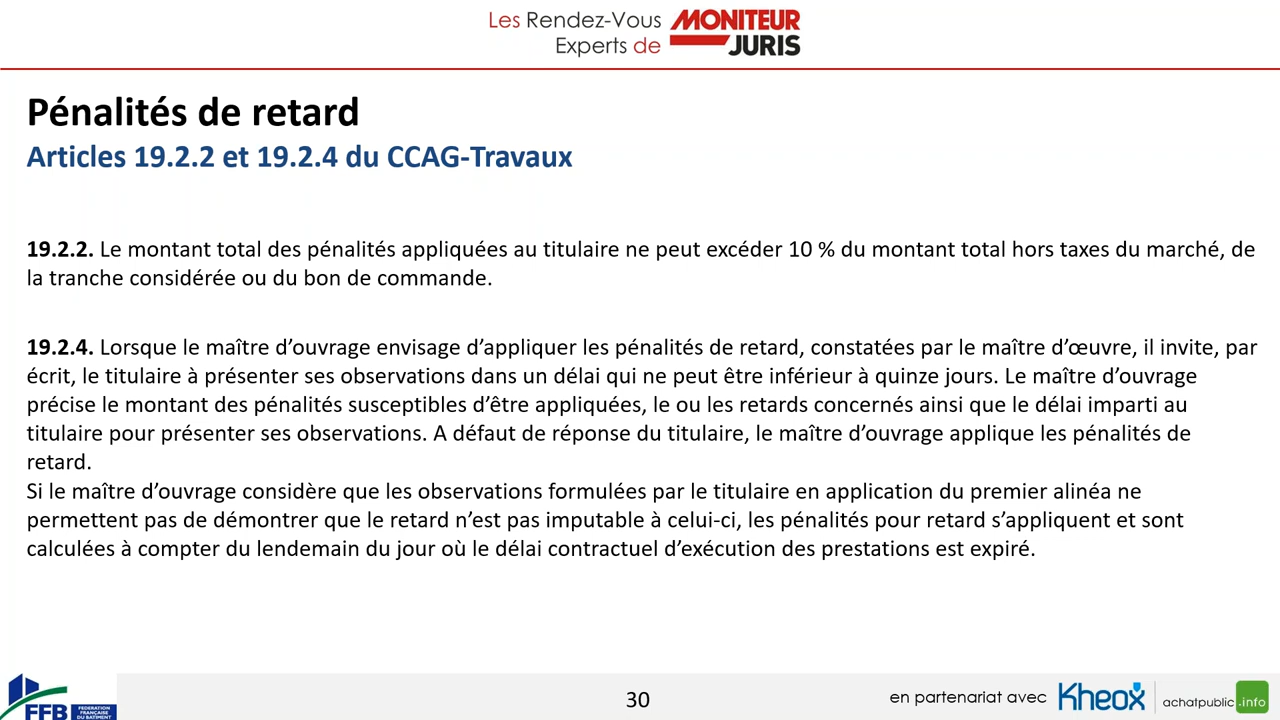 Les Rendez-Vous
Experts de
MONITEUR
JURIS
Pénalités de retard
Articles 19.2.2 et 19.2.4 du CCAG-Travaux
19.2.2. Le montant total des pénalités appliquées au titulaire ne peut excéder 10 % du montant total hors taxes du marché, de
la tranche considérée ou du bon de commande.
19.2.4. Lorsque le maître d’ouvrage envisage d’appliquer les pénalités de retard, constatées par le maître d’œuvre, il invite, par
écrit, le titulaire à présenter ses observations dans un délai qui ne peut être inférieur à quinze jours. Le maître d’ouvrage
précise le montant des pénalités susceptibles d’être appliquées, le ou les retards concernés ainsi que le délai imparti au
titulaire pour présenter ses observations. A défaut de réponse du titulaire, le maître d’ouvrage applique les pénalités de
retard.
Si le maître d’ouvrage considère que les observations formulées par le titulaire en application du premier alinéa ne
permettent pas de démontrer que le retard n’est pas imputable à celui-ci, les pénalités pour retard s’appliquent et sont
calculées à compter du lendemain du jour où le délai contractuel d’exécution des prestations est expiré.
FFB
FEDERATION
FRANÇAISE
DU BATIMENT
30
en partenariat avec
Kheox
achatpublic.info